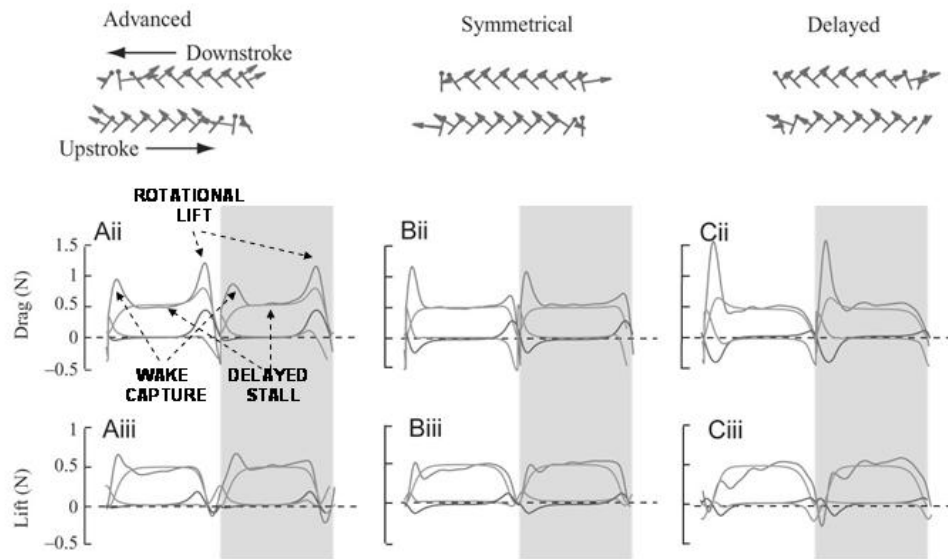 Advanced
Symmetrical
Delayed
Downstroke
Upstroke
ROTATIONAL
LIFT
Aii
Bii
Cii
1.5
1.0
0.5
0
−0.5
Drag (N)
WAKE
CAPTURE
DELAYED
STALL
Aiii
Biii
Ciii
1
0.5
0
−0.5
Lift (N)